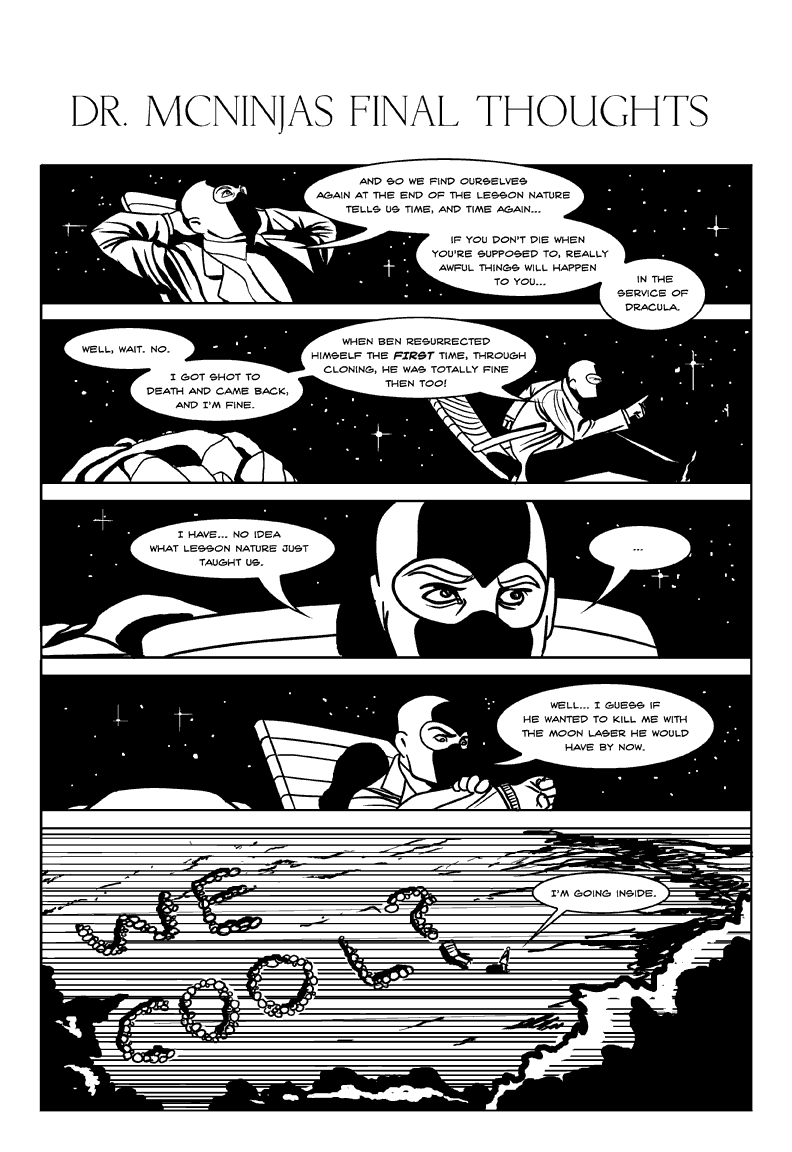 DR. MCNINJAS FINAL THOUGHTS
AND SO WE FIND OURSELVES
AGAIN AT THE END OF THE LESSON NATURE
TELLS US TIME, AND TIME AGAIN...
IF YOU DON'T DIE WHEN
YOU'RE SUPPOSED TO, REALLY
AWFUL THINGS WILL HAPPEN
TO YOU...
IN THE
SERVICE OF
DRACULA.
WELL, WAIT. NO.
I GOT SHOT TO
DEATH AND CAME BACK,
AND I'M FINE.
WHEN BEN RESURRECTED
HIMSELF THE FIRST TIME, THROUGH
CLONING, HE WAS TOTALLY FINE
THEN TOO!
I HAVE... NO IDEA
WHAT LESSON NATURE JUST
TAUGHT US.
...
WELL... I GUESS IF
HE WANTED TO KILL ME WITH
THE MOON LASER HE WOULD
HAVE BY NOW.
I'M GOING INSIDE.
WE
COOL?